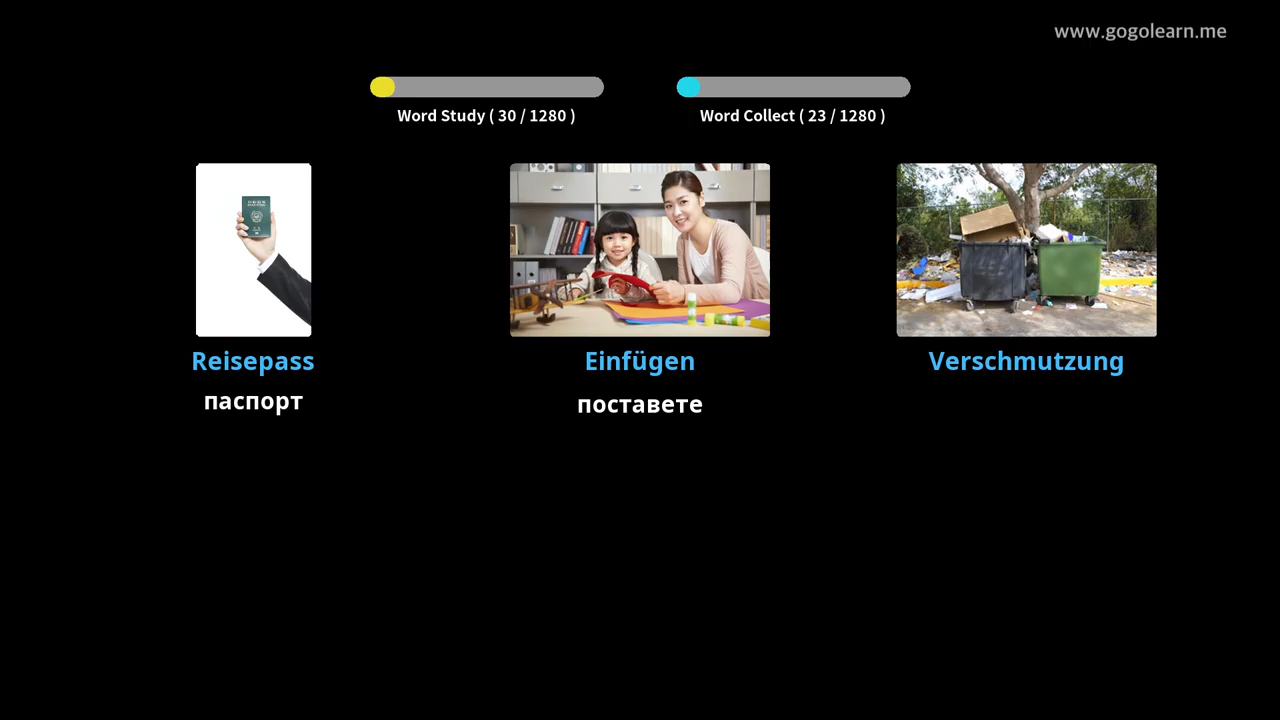 www.gogolearn.me
Word Study ( 30 / 1280 )
Word Collect ( 23 / 1280 )
Reisepass
Einfügen
Verschmutzung
паспорт
поставете